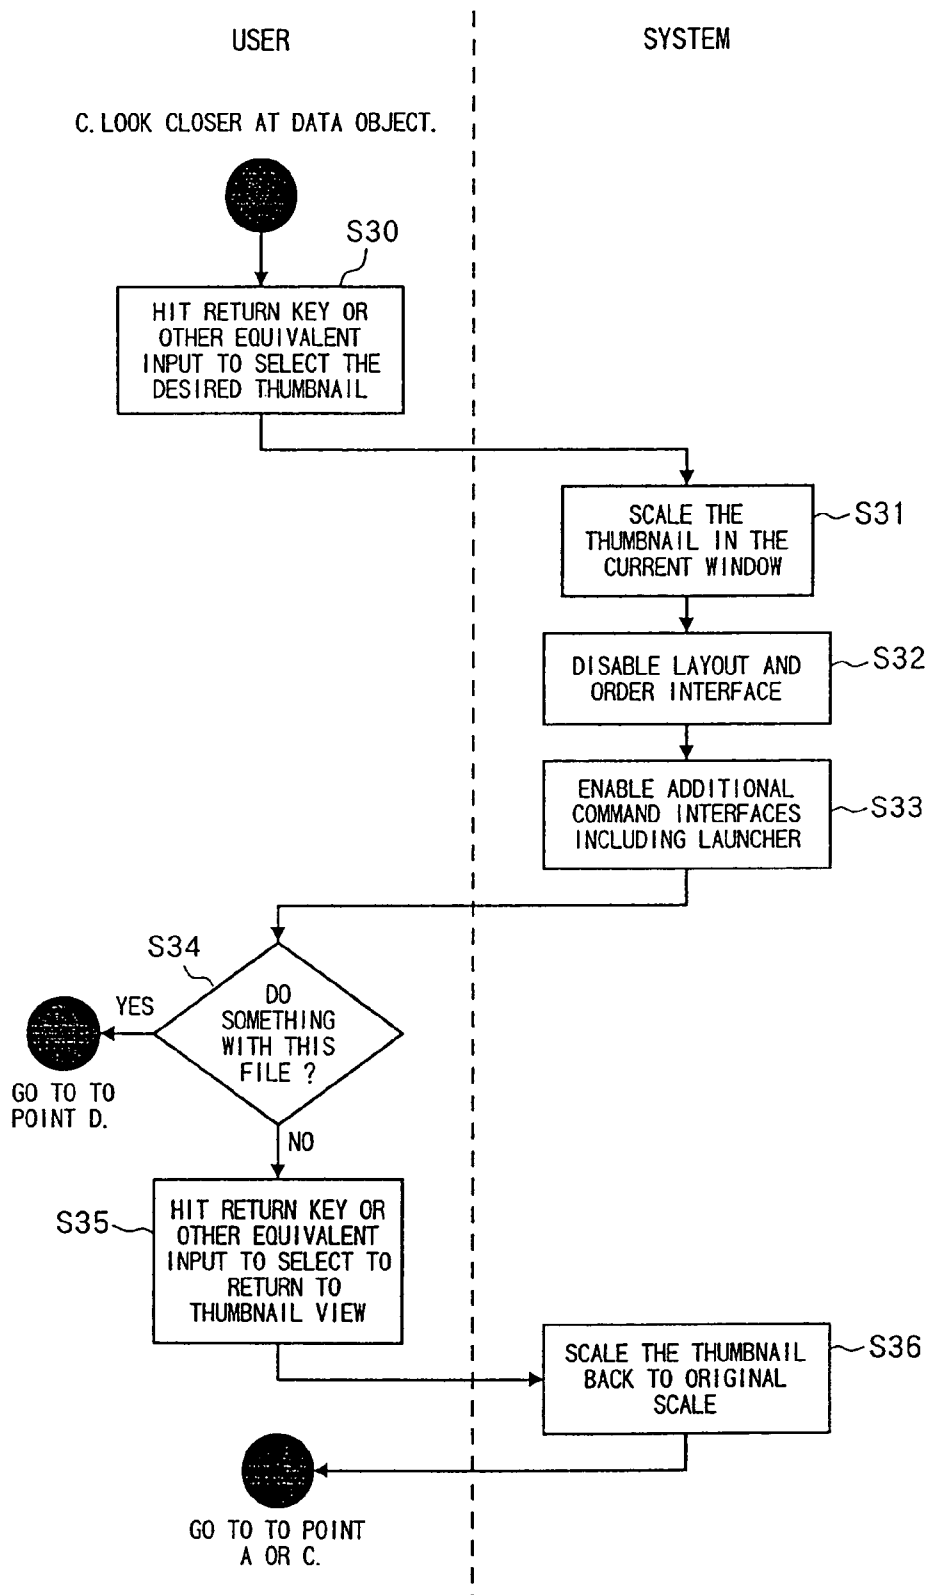 USER
SYSTEM
C. LOOK CLOSER AT DATA OBJECT.
S30
HIT RETURN KEY OR
OTHER EQUIVALENT
INPUT TO SELECT THE
DESIRED THUMBNAIL
SCALE THE
THUMBNAIL IN THE
CURRENT WINDOW
S31
DISABLE LAYOUT AND
ORDER INTERFACE
S32
ENABLE ADDITIONAL
COMMAND INTERFACES
INCLUDING LAUNCHER
S33
S34
DO
SOMETHING
WITH THIS
FILE ?
YES
GO TO TO
POINT D.
NO
S35
HIT RETURN KEY OR
OTHER EQUIVALENT
INPUT TO SELECT TO
RETURN TO
THUMBNAIL VIEW
SCALE THE THUMBNAIL
BACK TO ORIGINAL
SCALE
S36
GO TO TO POINT
A OR C.